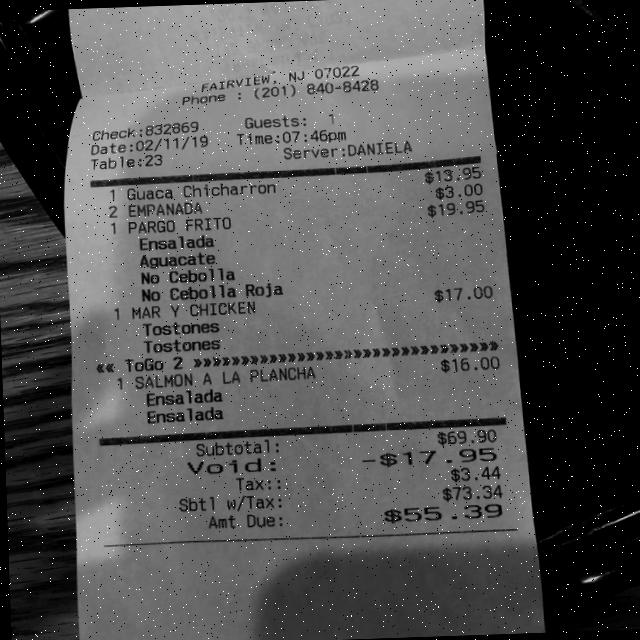 FAIRVIEW, NJ 07022
Phone : (201) 840-8428
Check:832869 Guests: 1
Date:02/11/19 Time:07:46pm
Table:23 Server:DANIELA
1 Guaca Chicharron $13.95
2 EMPANADA $3.00
1 PARGO FRITO $19.95
Ensalada
Aguacate
No Cebolla
No Cebolla Roja
1 MAR Y CHICKEN $17.00
Tostones
Tostones
«« ToGo 2 »»»»»»»»»»»»»»»»»»»»»»»»»»»»»»»
1 SALMON A LA PLANCHA $16.00
Ensalada
Ensalada
Subtotal: $69.90
Void: -$17.95
Tax:: $3.44
Sbtl w/Tax: $73.34
Amt Due: $55.39